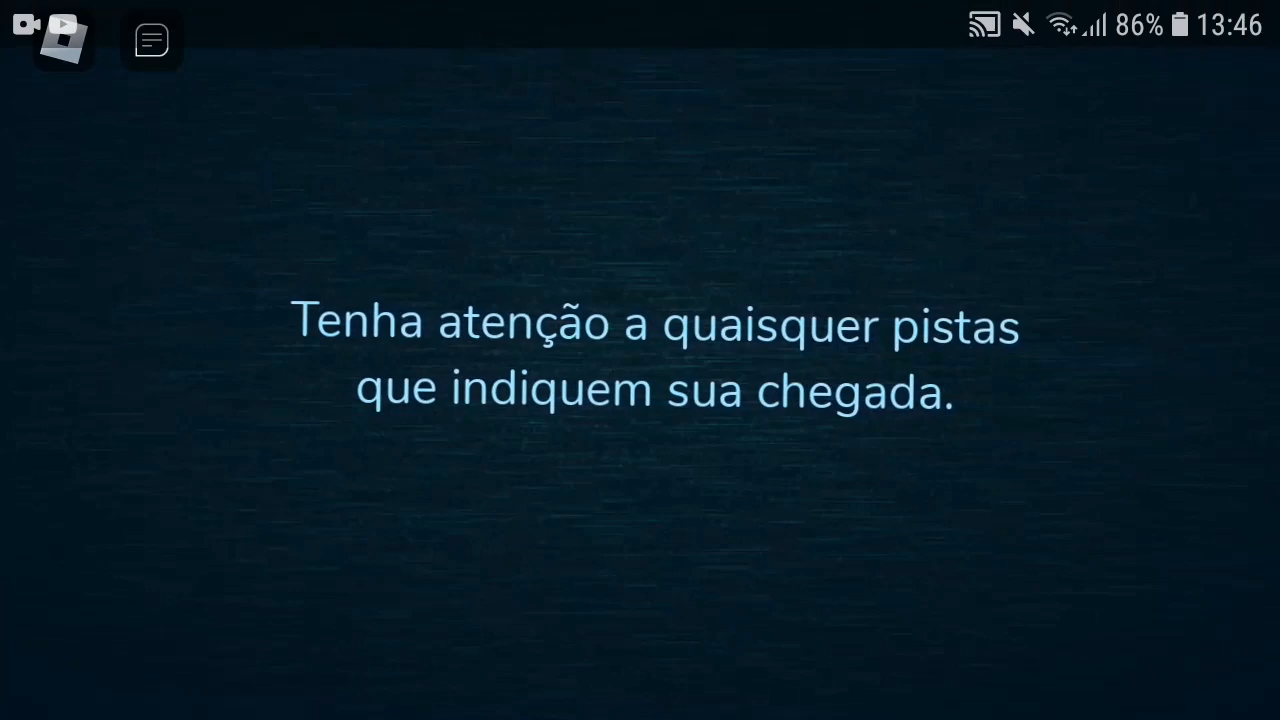 86% 13:46
Tenha atenção a quaisquer pistas
que indiquem sua chegada.